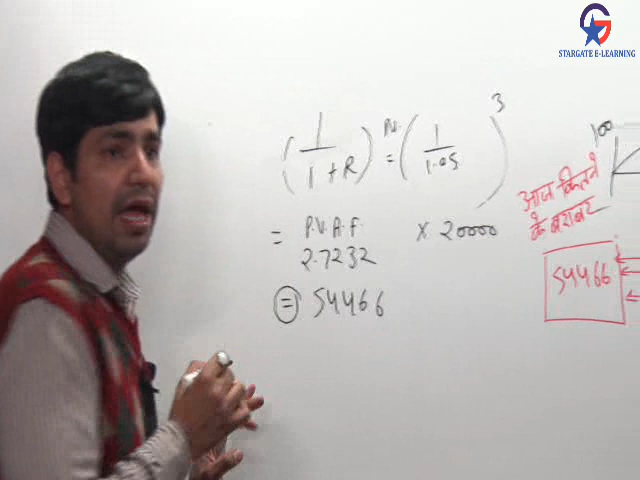 STARGATE E-LEARNING
(1/1+R) P.V. = (1/1.05)³
= P.V.A.F. × 20000
2.7232
= 54466
100
आज कितने
के बराबर
54466